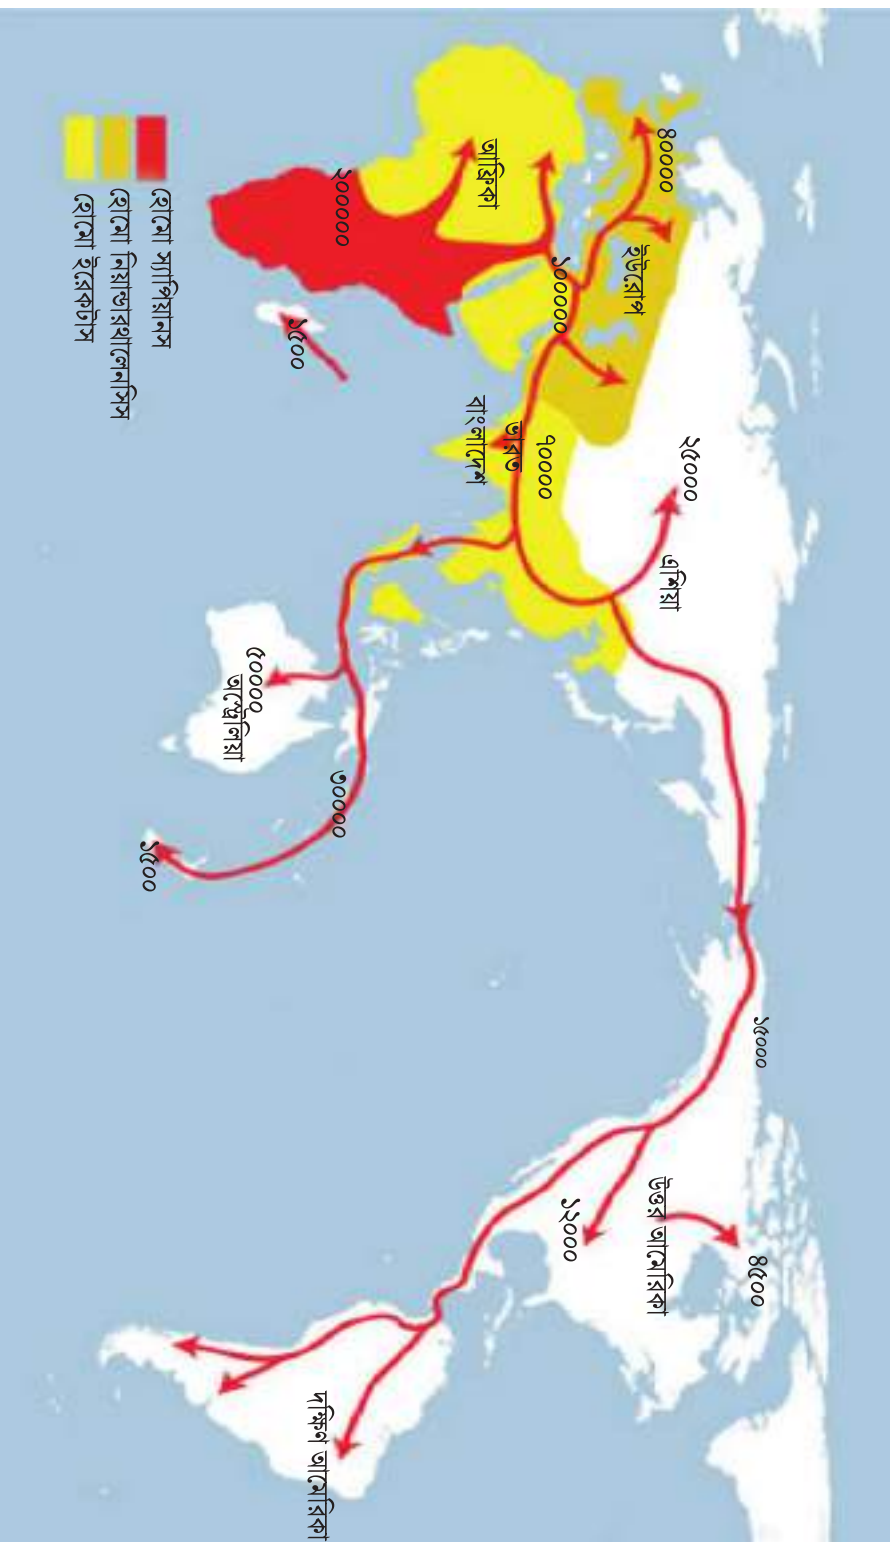 ৪০০০০
ইউরোপ
২৫০০০
এশিয়া
১৫০০০
উত্তর আমেরিকা
৪৫০০
১২০০০
আফ্রিকা
১০০০০০
৭০০০০
ভারত
বাংলাদেশ
২০০০০০
১৫০০
৩০০০০
৫০০০০
অস্ট্রেলিয়া
১৫০০
দক্ষিণ আমেরিকা
হোমো স্যাপিয়ানস
হোমো নিয়ান্ডারথালেনসিস
হোমো ইরেকটাস